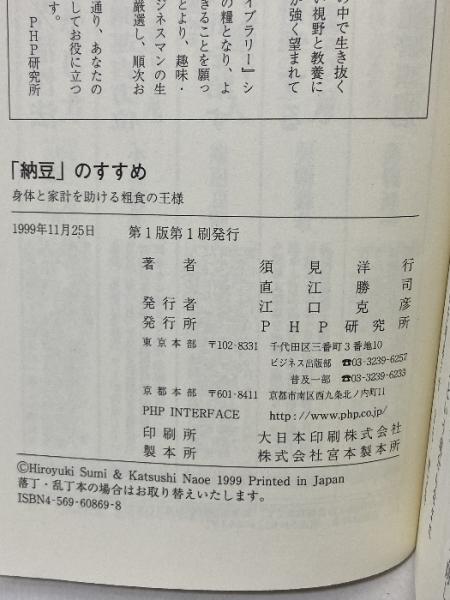 の中で生き抜く
い視野と教養に
が強く望まれて
イブラリー』シ
の糧となり、よ
きることを願っ
とより、趣味・
ジネスマンの生
厳選し、順次お
通り、あなたの
してお役に立つ
す。
PHP研究所
「納豆」のすすめ
身体と家計を助ける粗食の王様
1999年11月25日 第1版第1刷発行
著者 須見洋行
直江勝司
発行者 江口克彦
発行所 PHP研究所
東京本部 〒102-8331 千代田区三番町3番地10
ビジネス出版部 ☎03-3239-6257
普及一部 ☎03-3239-6233
京都本部 〒601-8411 京都市南区西九条北ノ内町11
PHP INTERFACE http://www.php.co.jp/
印刷所 大日本印刷株式会社
製本所 株式会社宮本製本所
©Hiroyuki Sumi & Katsushi Naoe 1999 Printed in Japan
落丁・乱丁本の場合はお取り替えいたします。
ISBN4-569-60869-8